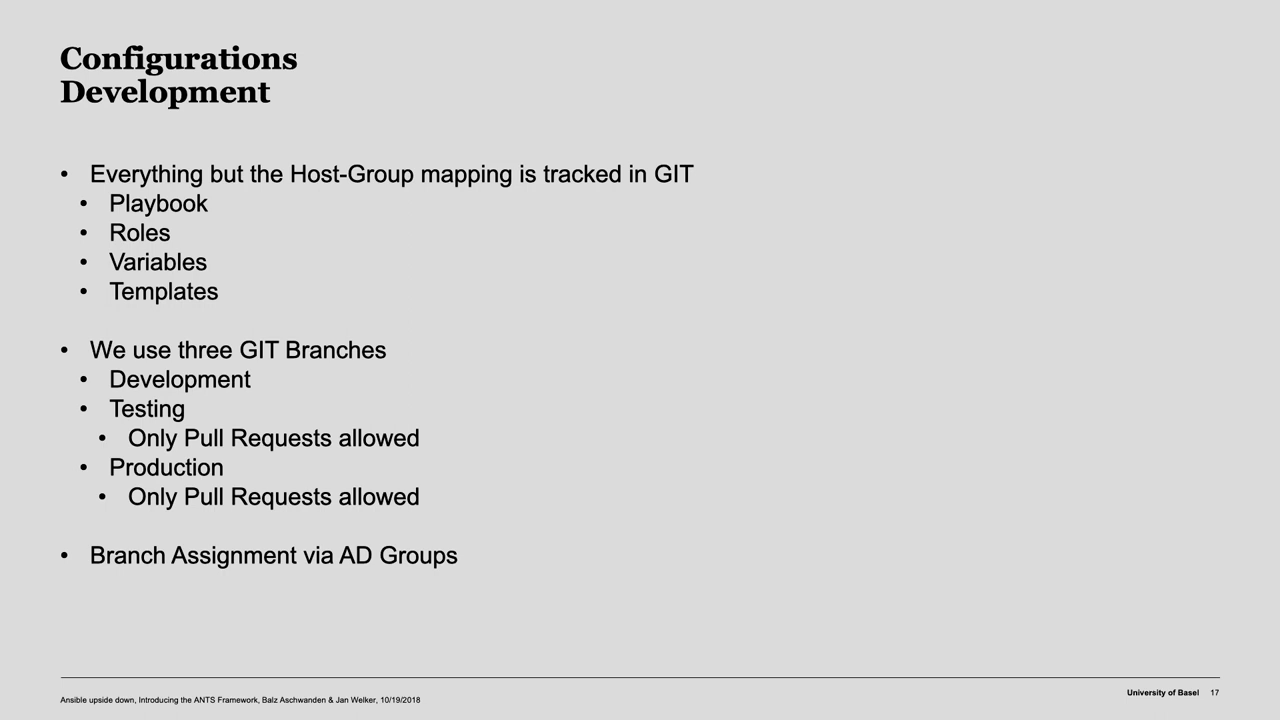 Configurations
Development
• Everything but the Host-Group mapping is tracked in GIT
• Playbook
• Roles
• Variables
• Templates
• We use three GIT Branches
• Development
• Testing
• Only Pull Requests allowed
• Production
• Only Pull Requests allowed
• Branch Assignment via AD Groups
Ansible upside down, Introducing the ANTS Framework, Balz Aschwanden & Jan Welker, 10/19/2018
University of Basel 17